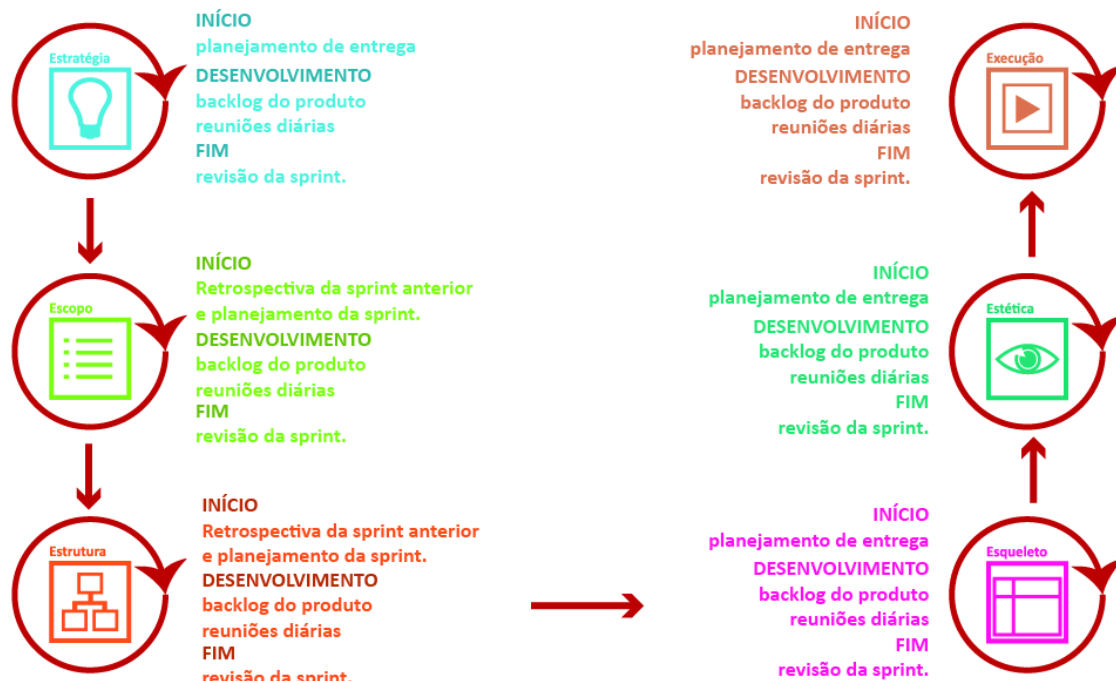 Estratégia
INÍCIO
planejamento de entrega
DESENVOLVIMENTO
backlog do produto
reuniões diárias
FIM
revisão da sprint.
Escopo
INÍCIO
Retrospectiva da sprint anterior
e planejamento da sprint.
DESENVOLVIMENTO
backlog do produto
reuniões diárias
FIM
revisão da sprint.
Estrutura
INÍCIO
Retrospectiva da sprint anterior
e planejamento da sprint.
DESENVOLVIMENTO
backlog do produto
reuniões diárias
FIM
revisão da sprint.
Esqueleto
INÍCIO
planejamento de entrega
DESENVOLVIMENTO
backlog do produto
reuniões diárias
FIM
revisão da sprint.
Estética
INÍCIO
planejamento de entrega
DESENVOLVIMENTO
backlog do produto
reuniões diárias
FIM
revisão da sprint.
Execução
INÍCIO
planejamento de entrega
DESENVOLVIMENTO
backlog do produto
reuniões diárias
FIM
revisão da sprint.